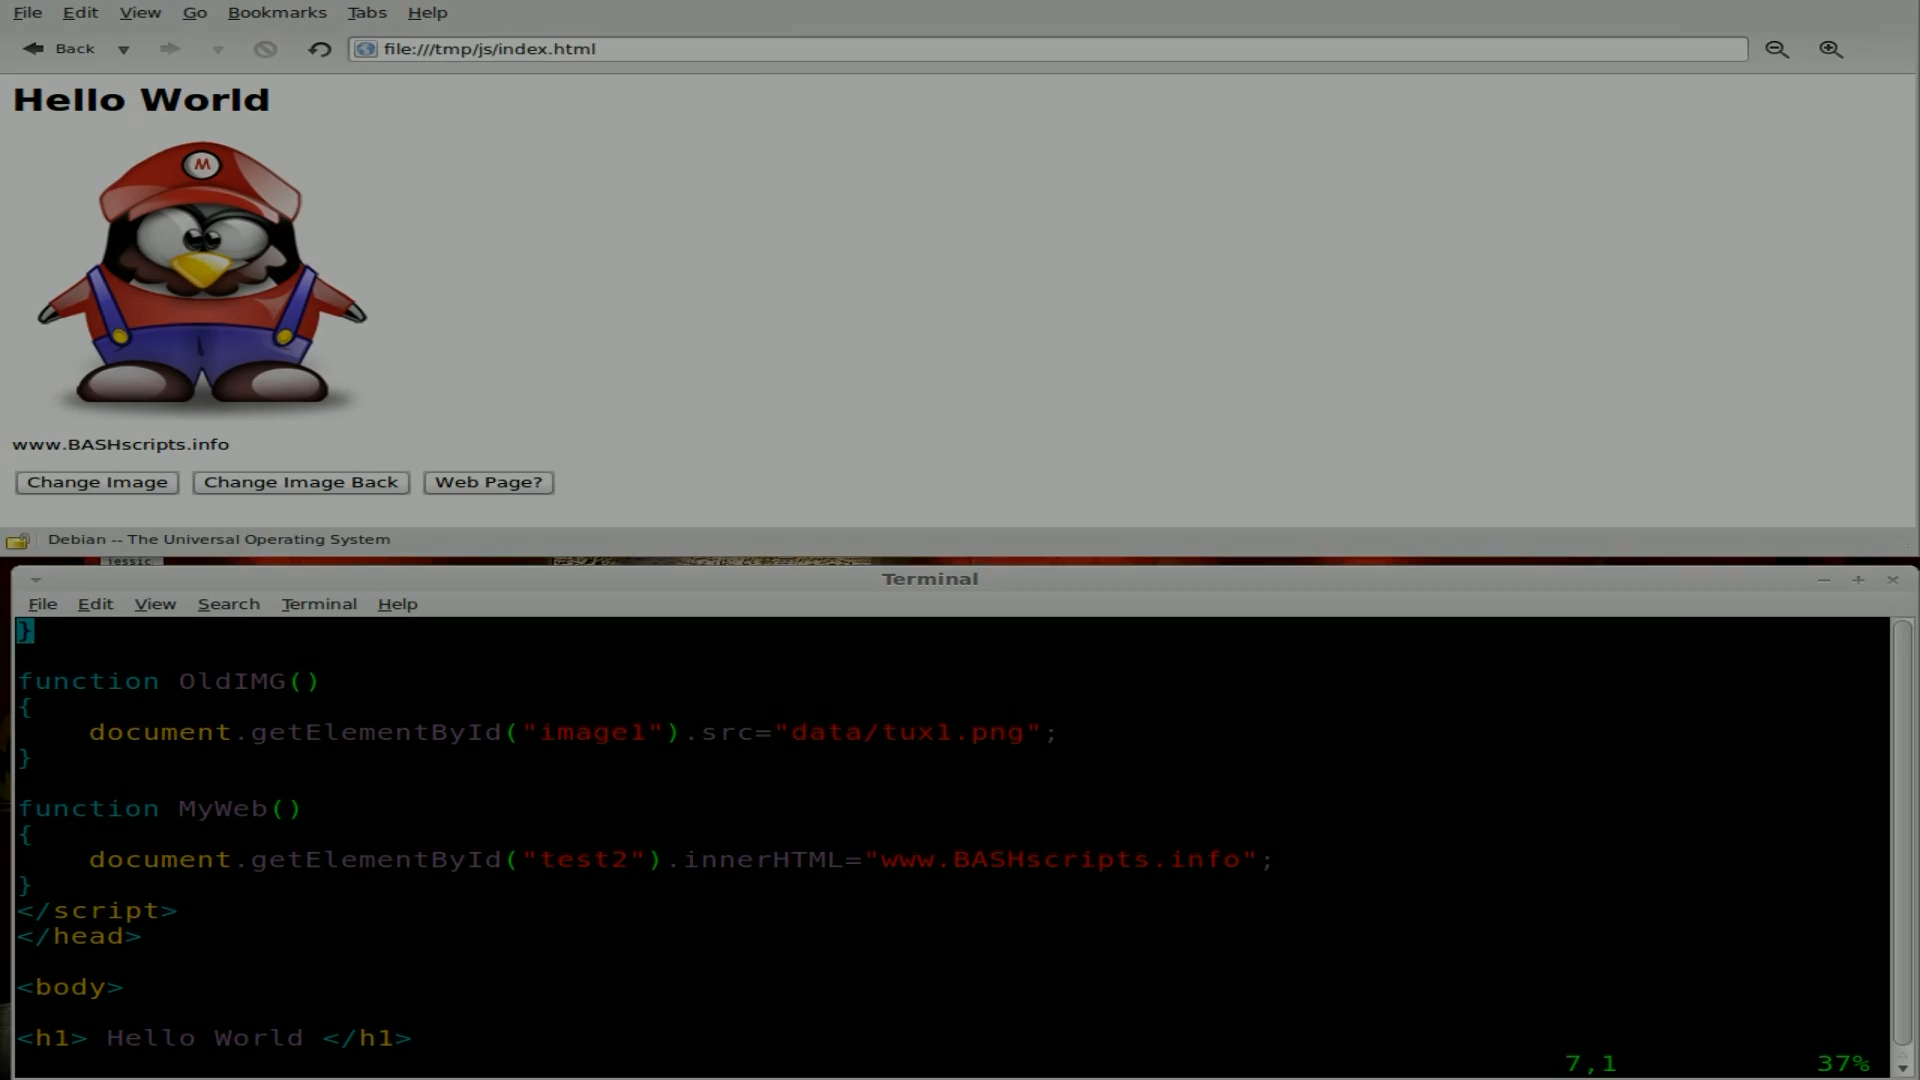 File Edit View Go Bookmarks Tabs Help
Back file:///tmp/js/index.html
Hello World
M
www.BASHscripts.info
Change Image Change Image Back Web Page?
Debian -- The Universal Operating System
Terminal
File Edit View Search Terminal Help
}
function OldIMG()
{
document.getElementById("image1").src="data/tux1.png";
}
function MyWeb()
{
document.getElementById("test2").innerHTML="www.BASHscripts.info";
}
</script>
</head>
<body>
<h1> Hello World </h1>
7,1 37%